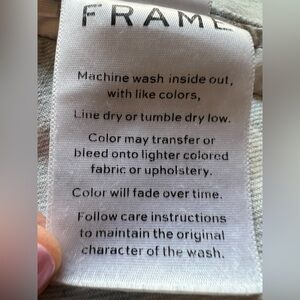 FRAME
Machine wash inside out,
with like colors,
Line dry or tumble dry low.
Color may transfer or
bleed onto lighter colored
fabric or upholstery.
Color will fade over time.
Follow care instructions
to maintain the original
character of the wash.